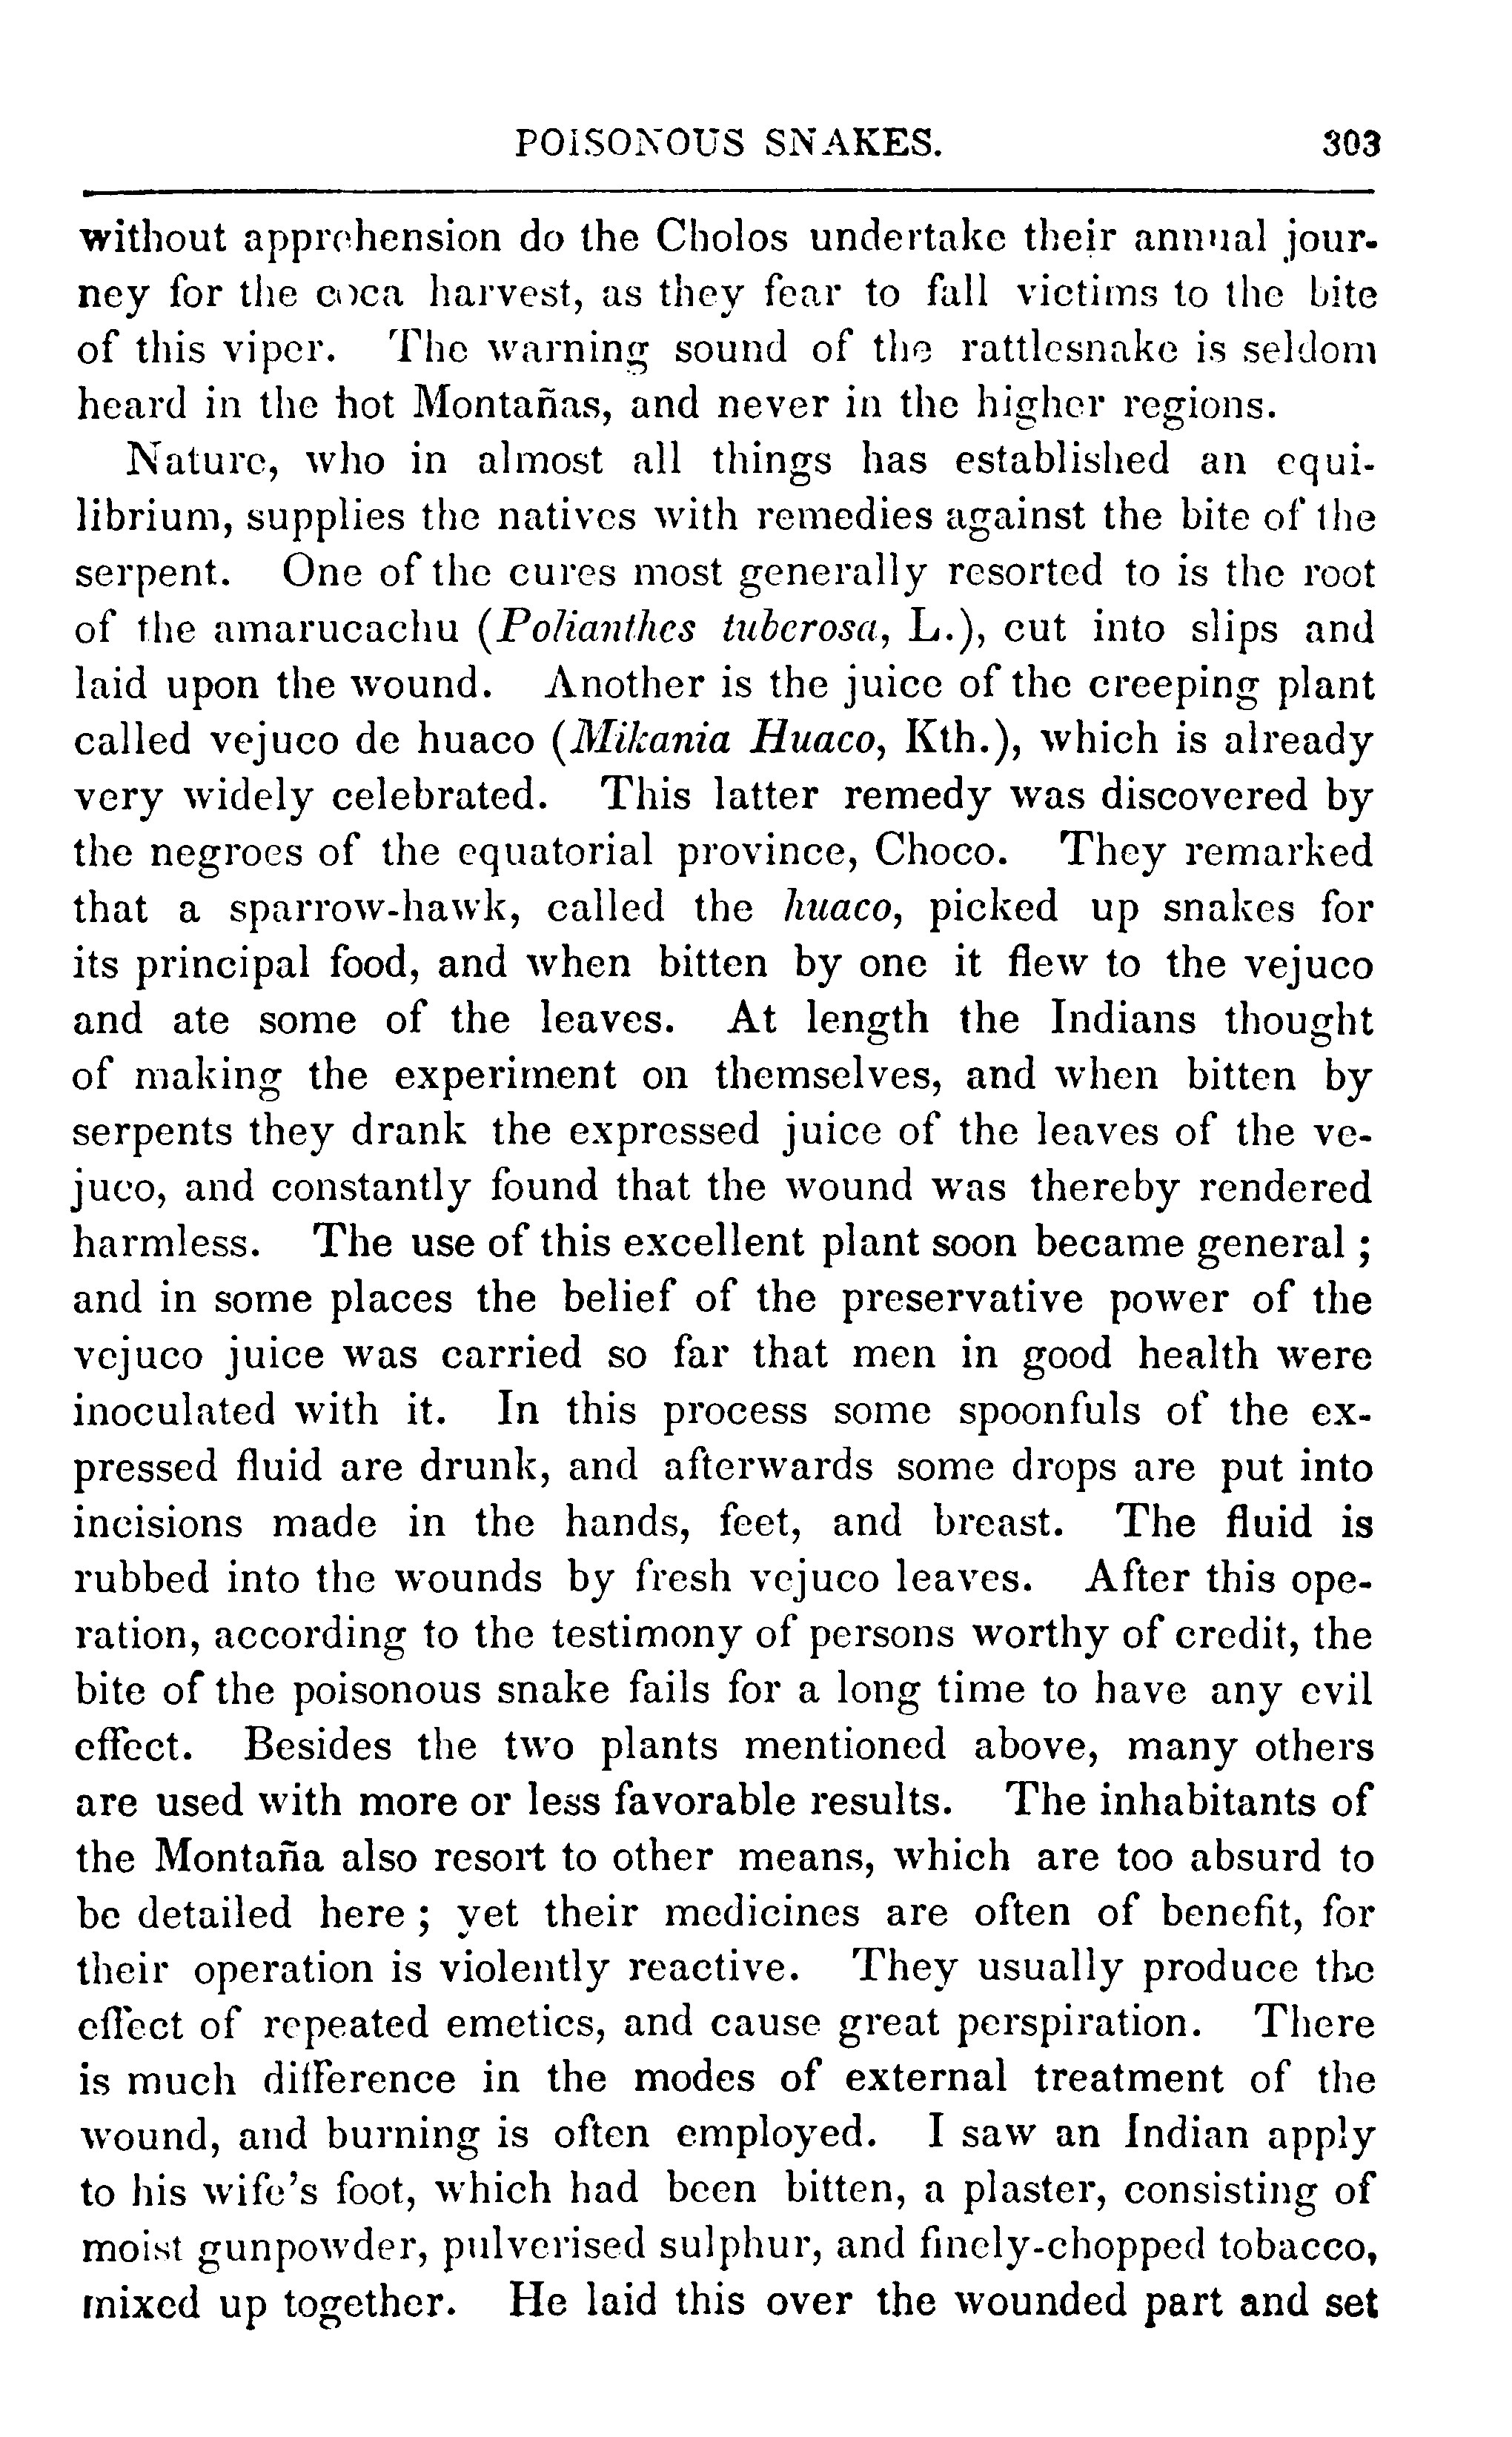 POISONOUS SNAKES. 303
without apprehension do the Cholos undertake their annual jour-
ney for the coca harvest, as they fear to fall victims to the bite
of this viper. The warning sound of the rattlesnake is seldom
heard in the hot Montañas, and never in the higher regions.
Nature, who in almost all things has established an equi-
librium, supplies the natives with remedies against the bite of the
serpent. One of the cures most generally resorted to is the root
of the amarucachu (Polianthes tuberosa, L.), cut into slips and
laid upon the wound. Another is the juice of the creeping plant
called vejuco de huaco (Mikania Huaco, Kth.), which is already
very widely celebrated. This latter remedy was discovered by
the negroes of the equatorial province, Choco. They remarked
that a sparrow-hawk, called the huaco, picked up snakes for
its principal food, and when bitten by one it flew to the vejuco
and ate some of the leaves. At length the Indians thought
of making the experiment on themselves, and when bitten by
serpents they drank the expressed juice of the leaves of the ve-
juco, and constantly found that the wound was thereby rendered
harmless. The use of this excellent plant soon became general ;
and in some places the belief of the preservative power of the
vejuco juice was carried so far that men in good health were
inoculated with it. In this process some spoonfuls of the ex-
pressed fluid are drunk, and afterwards some drops are put into
incisions made in the hands, feet, and breast. The fluid is
rubbed into the wounds by fresh vejuco leaves. After this ope-
ration, according to the testimony of persons worthy of credit, the
bite of the poisonous snake fails for a long time to have any evil
effect. Besides the two plants mentioned above, many others
are used with more or less favorable results. The inhabitants of
the Montaña also resort to other means, which are too absurd to
be detailed here ; yet their medicines are often of benefit, for
their operation is violently reactive. They usually produce the
effect of repeated emetics, and cause great perspiration. There
is much difference in the modes of external treatment of the
wound, and burning is often employed. I saw an Indian apply
to his wife's foot, which had been bitten, a plaster, consisting of
moist gunpowder, pulverised sulphur, and finely-chopped tobacco,
mixed up together. He laid this over the wounded part and set